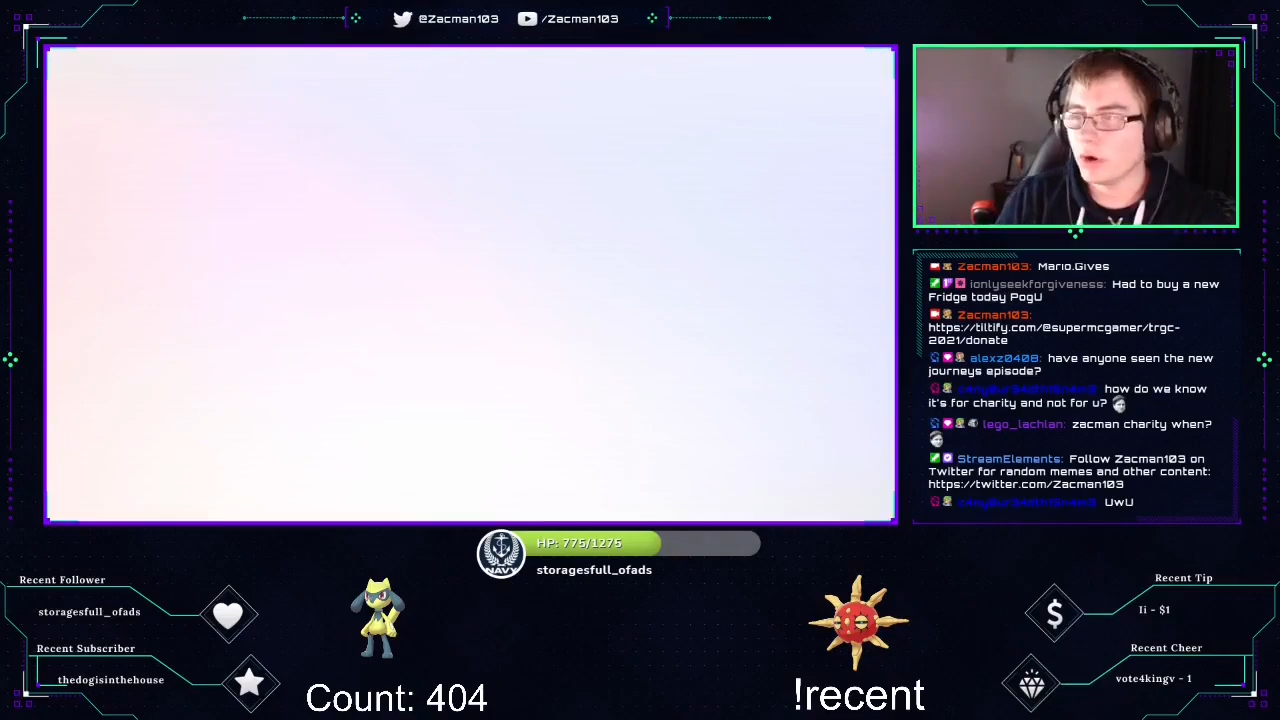 @Zacman103 /Zacman103
Zacman103: Mario.Gives
ionlyseekforgiveness: Had to buy a new
Fridge today PogU
Zacman103:
https://tiltify.com/@supermcgamer/trgc-
2021/donate
alexz0408: have anyone seen the new
journeys episode?
how do we know
it's for charity and not for u?
lego_lachlan: zacman charity when?
StreamElements: Follow Zacman103 on
Twitter for random memes and other content:
https://twitter.com/Zacman103
UwU
HP: 775/1275
NAVY
storagesfull_ofads
Recent Follower
storagesfull_ofads
Recent Subscriber
thedogisinthehouse
Count: 404
!recent
Recent Tip
li - $1
Recent Cheer
vote4kingv - 1